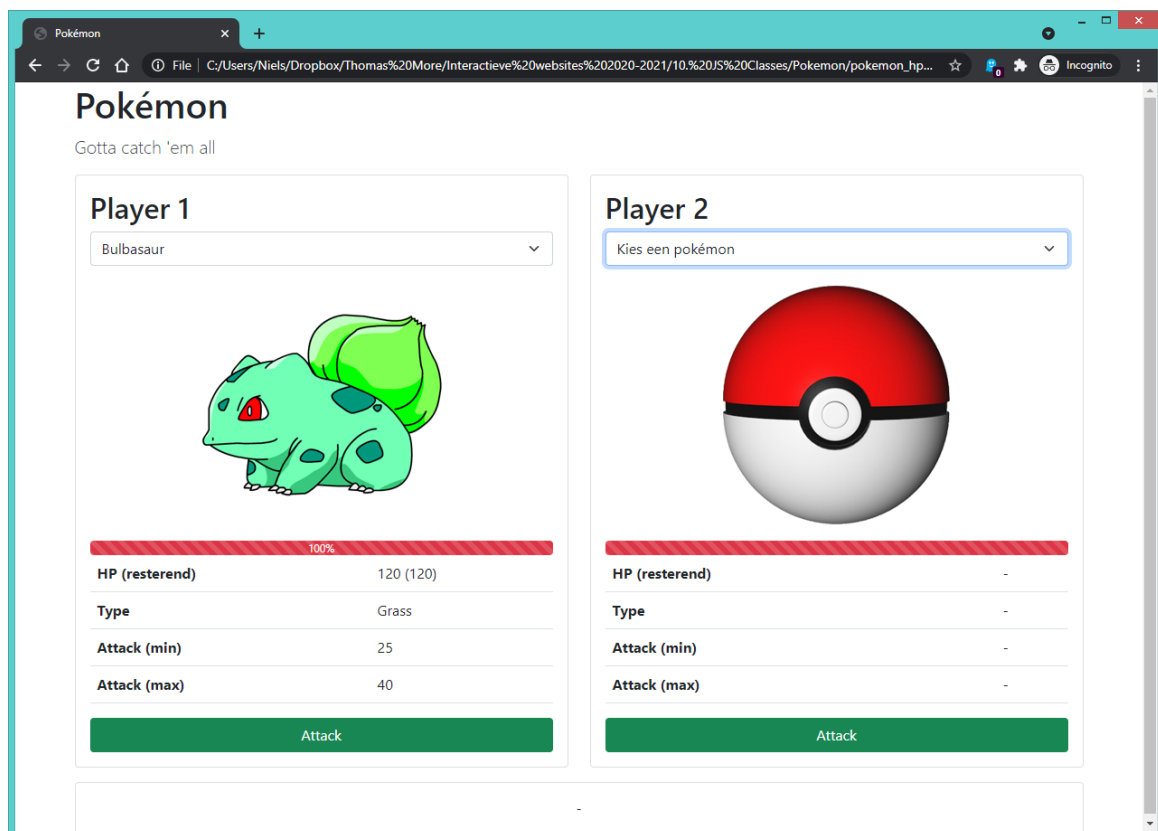 Pokémon
File | C:/Users/Niels/Dropbox/Thomas%20More/Interactieve%20websites%202020-2021/10.%20JS%20Classes/Pokemon/pokemon_hp...
0
Incognito
Pokémon
Gotta catch 'em all
Player 1
Bulbasaur
100%
HP (resterend) 120 (120)
Type Grass
Attack (min) 25
Attack (max) 40
Attack
Player 2
Kies een pokémon
HP (resterend) -
Type -
Attack (min) -
Attack (max) -
Attack
-